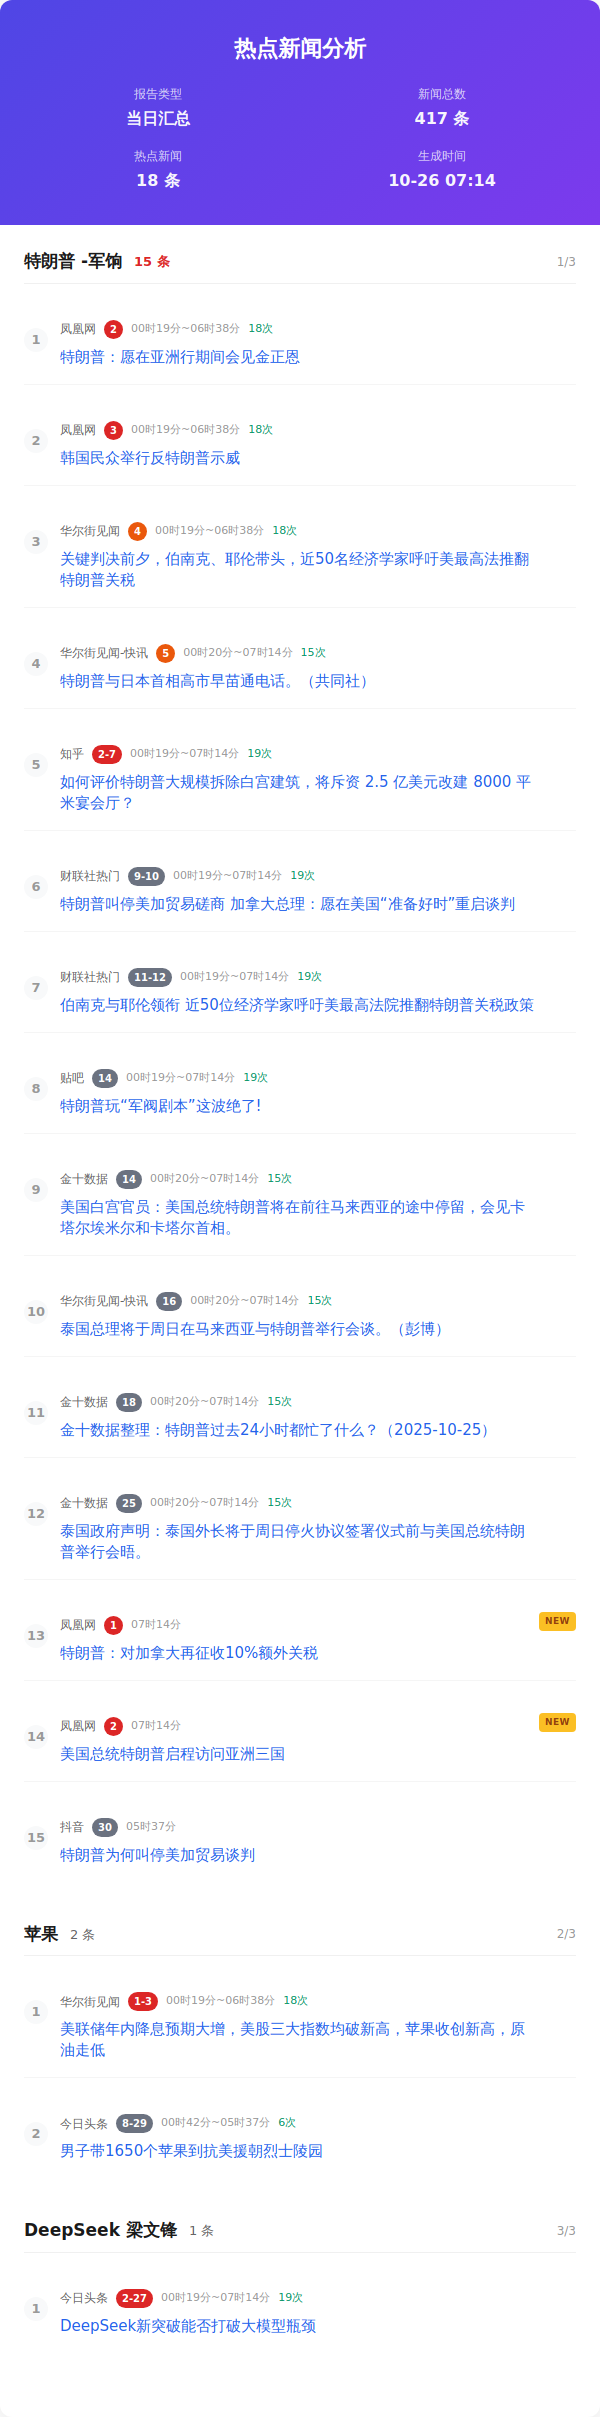 热点新闻分析
报告类型
新闻总数
当日汇总
417 条
热点新闻
生成时间
18 条
10-26 07:14
特朗普 -军饷 15 条 1/3
1
凤凰网 2 00时19分~06时38分 18次
特朗普：愿在亚洲行期间会见金正恩
2
凤凰网 3 00时19分~06时38分 18次
韩国民众举行反特朗普示威
3
华尔街见闻 4 00时19分~06时38分 18次
关键判决前夕，伯南克、耶伦带头，近50名经济学家呼吁美最高法推翻
特朗普关税
4
华尔街见闻-快讯 5 00时20分~07时14分 15次
特朗普与日本首相高市早苗通电话。（共同社）
5
知乎 2-7 00时19分~07时14分 19次
如何评价特朗普大规模拆除白宫建筑，将斥资 2.5 亿美元改建 8000 平
米宴会厅？
6
财联社热门 9-10 00时19分~07时14分 19次
特朗普叫停美加贸易磋商 加拿大总理：愿在美国“准备好时”重启谈判
7
财联社热门 11-12 00时19分~07时14分 19次
伯南克与耶伦领衔 近50位经济学家呼吁美最高法院推翻特朗普关税政策
8
贴吧 14 00时19分~07时14分 19次
特朗普玩“军阀剧本”这波绝了!
9
金十数据 14 00时20分~07时14分 15次
美国白宫官员：美国总统特朗普将在前往马来西亚的途中停留，会见卡
塔尔埃米尔和卡塔尔首相。
10
华尔街见闻-快讯 16 00时20分~07时14分 15次
泰国总理将于周日在马来西亚与特朗普举行会谈。（彭博）
11
金十数据 18 00时20分~07时14分 15次
金十数据整理：特朗普过去24小时都忙了什么？（2025-10-25）
12
金十数据 25 00时20分~07时14分 15次
泰国政府声明：泰国外长将于周日停火协议签署仪式前与美国总统特朗
普举行会晤。
13
凤凰网 1 07时14分 NEW
特朗普：对加拿大再征收10%额外关税
14
凤凰网 2 07时14分 NEW
美国总统特朗普启程访问亚洲三国
15
抖音 30 05时37分
特朗普为何叫停美加贸易谈判
苹果 2 条 2/3
1
华尔街见闻 1-3 00时19分~06时38分 18次
美联储年内降息预期大增，美股三大指数均破新高，苹果收创新高，原
油走低
2
今日头条 8-29 00时42分~05时37分 6次
男子带1650个苹果到抗美援朝烈士陵园
DeepSeek 梁文锋 1 条 3/3
1
今日头条 2-27 00时19分~07时14分 19次
DeepSeek新突破能否打破大模型瓶颈